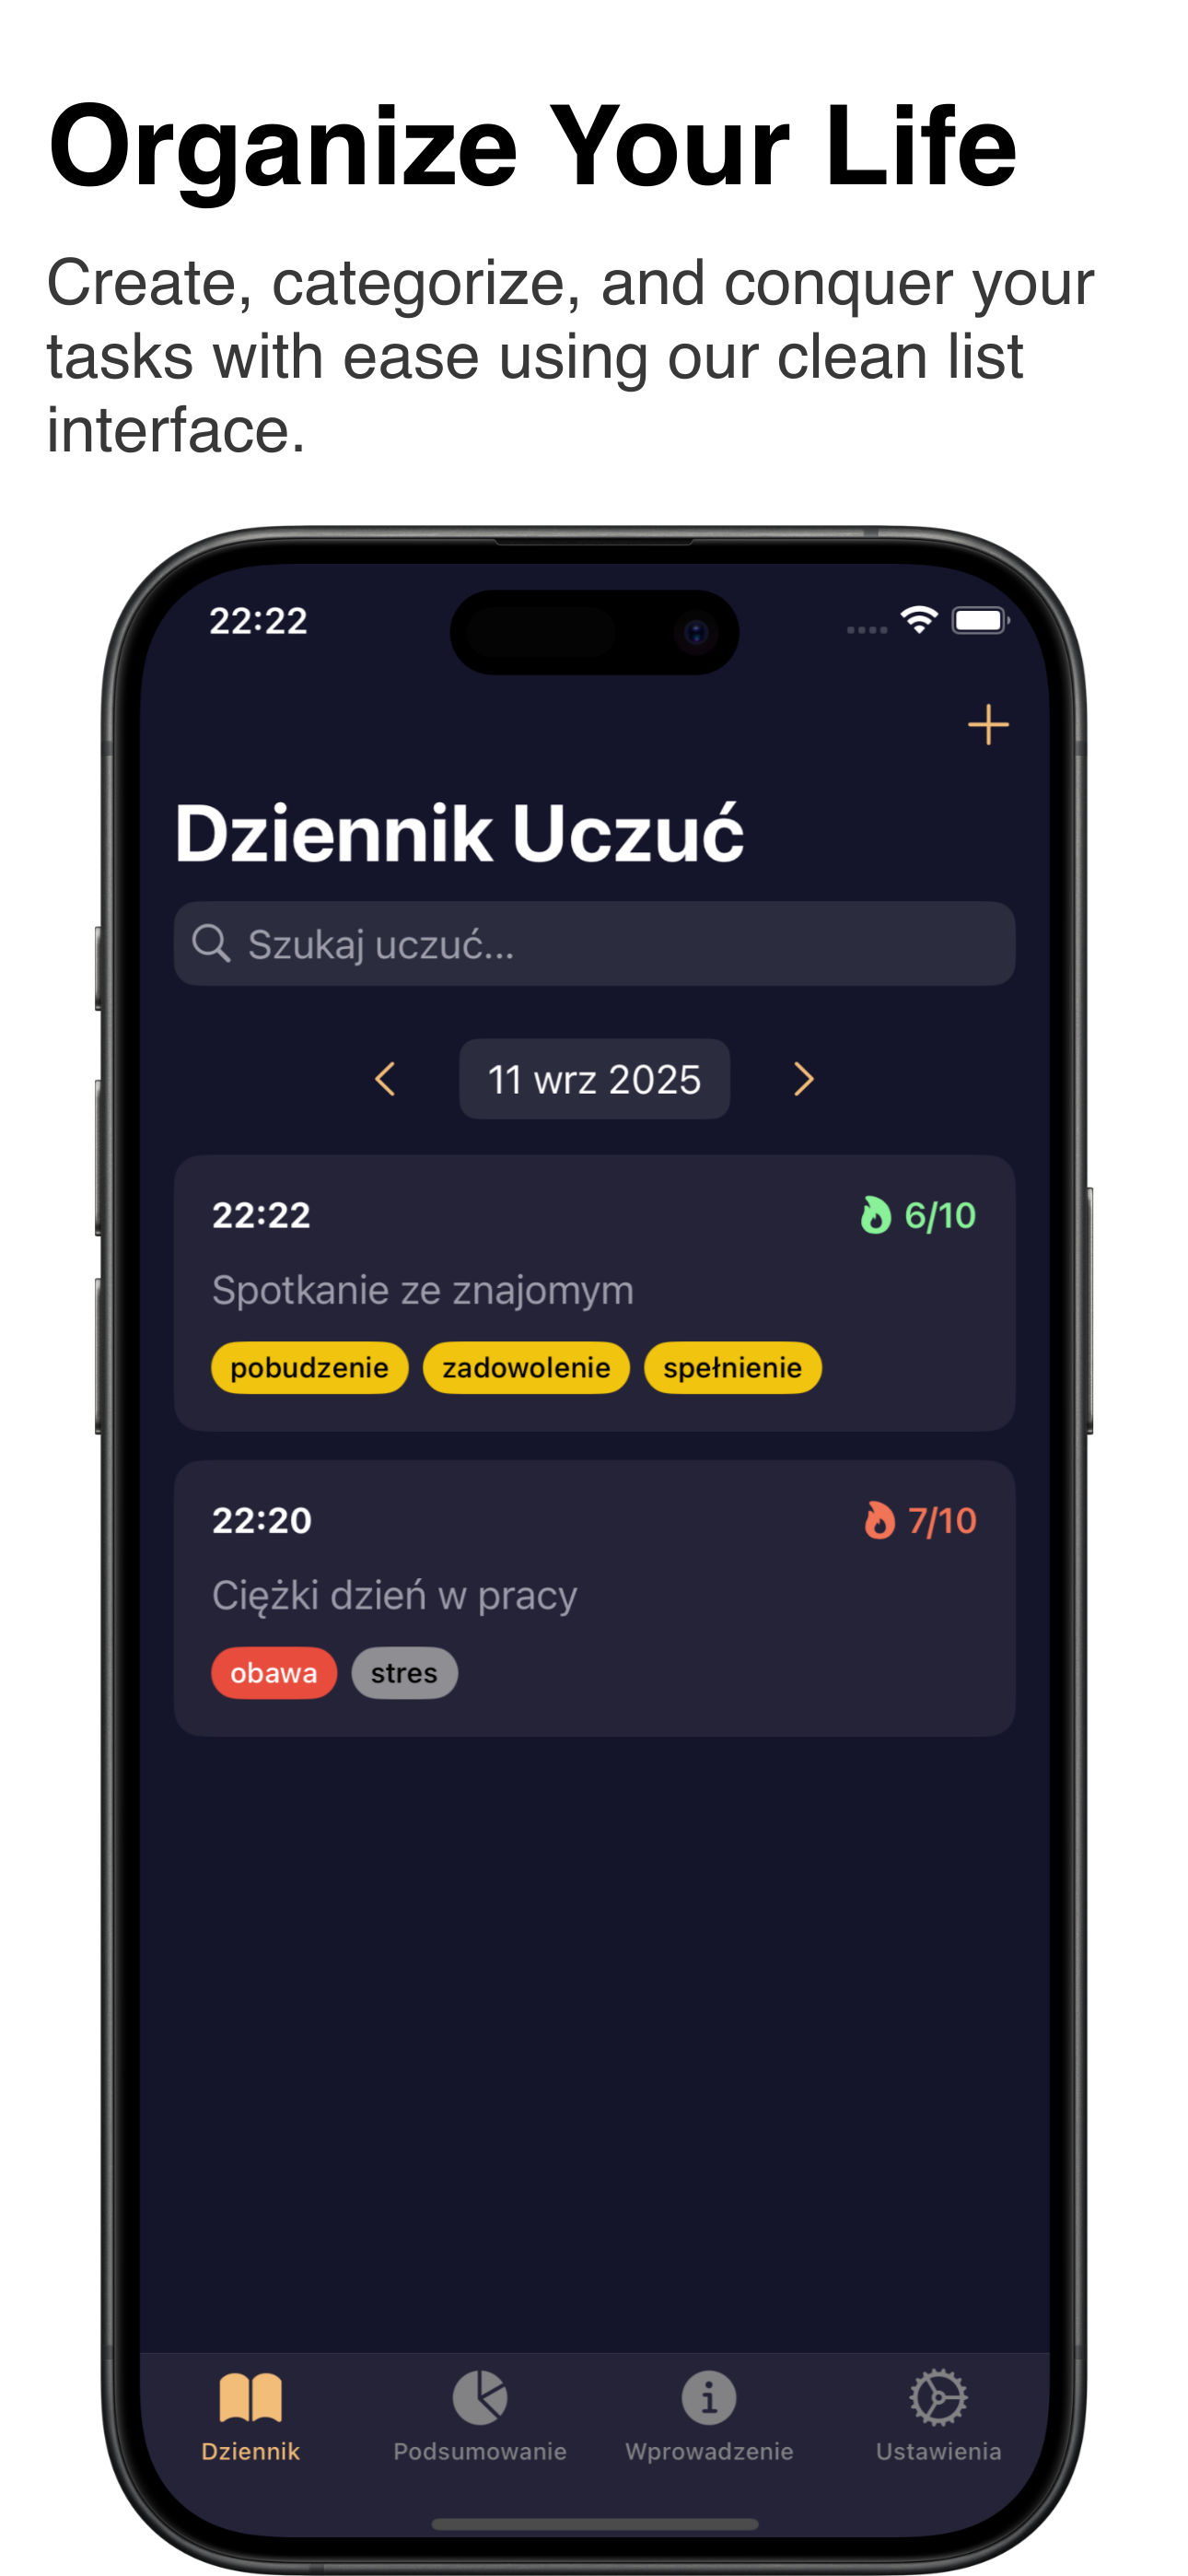 Organize Your Life
Create, categorize, and conquer your
tasks with ease using our clean list
interface.
22:22
Dziennik Uczuć
Szukaj uczuć...
11 wrz 2025
22:22 6/10
Spotkanie ze znajomym
pobudzenie zadowolenie spełnienie
22:20 7/10
Ciężki dzień w pracy
obawa stres
Dziennik Podsumowanie Wprowadzenie Ustawienia